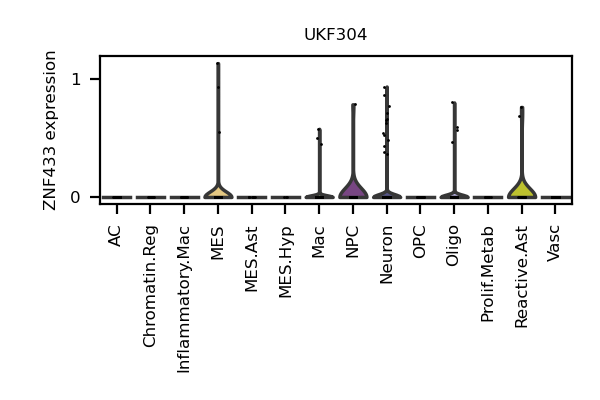 UKF304
ZNF433 expression
1
0
AC
Chromatin.Reg
Inflammatory.Mac
MES
MES.Ast
MES.Hyp
Mac
NPC
Neuron
OPC
Oligo
Prolif.Metab
Reactive.Ast
Vasc